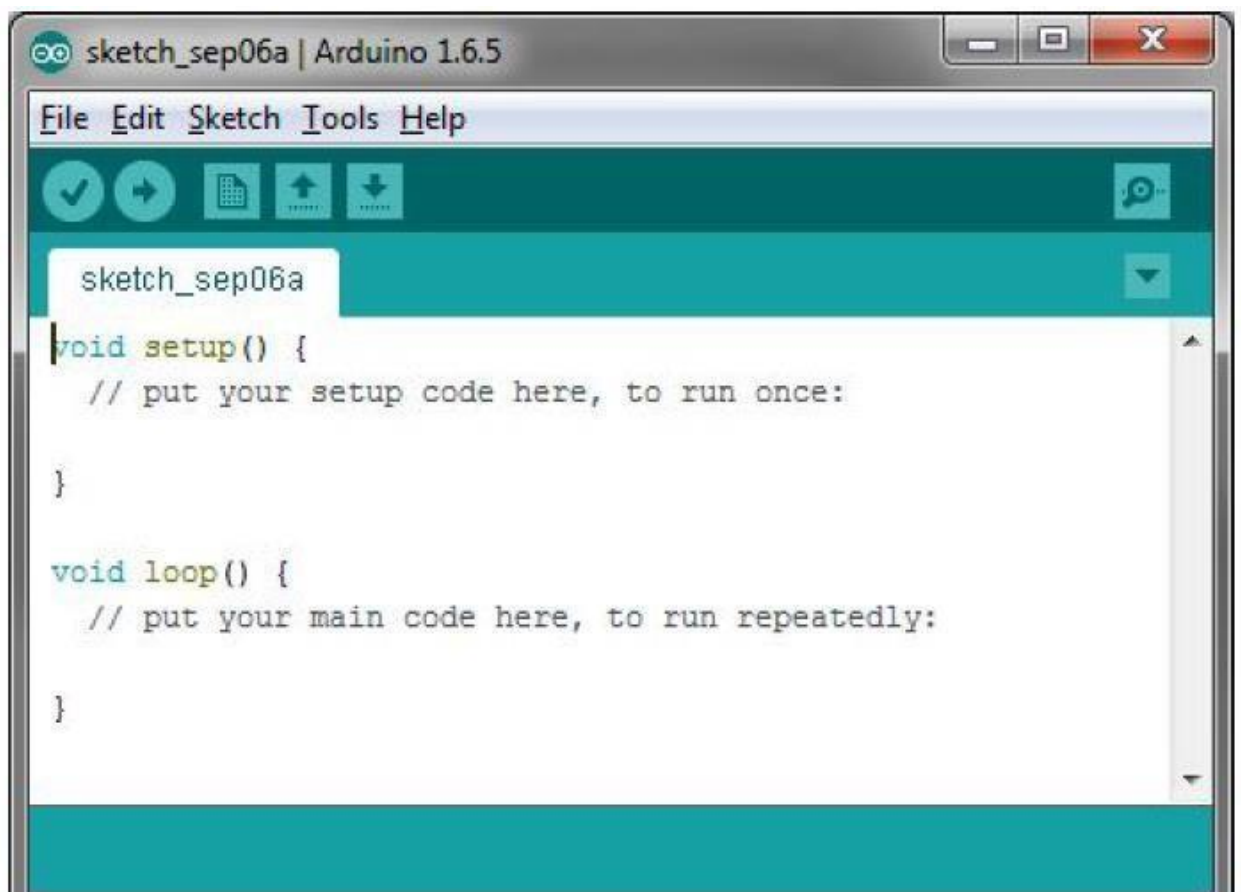 sketch_sep06a | Arduino 1.6.5
File Edit Sketch Tools Help
sketch_sep06a
void setup() {
  // put your setup code here, to run once:
}
void loop() {
  // put your main code here, to run repeatedly:
}